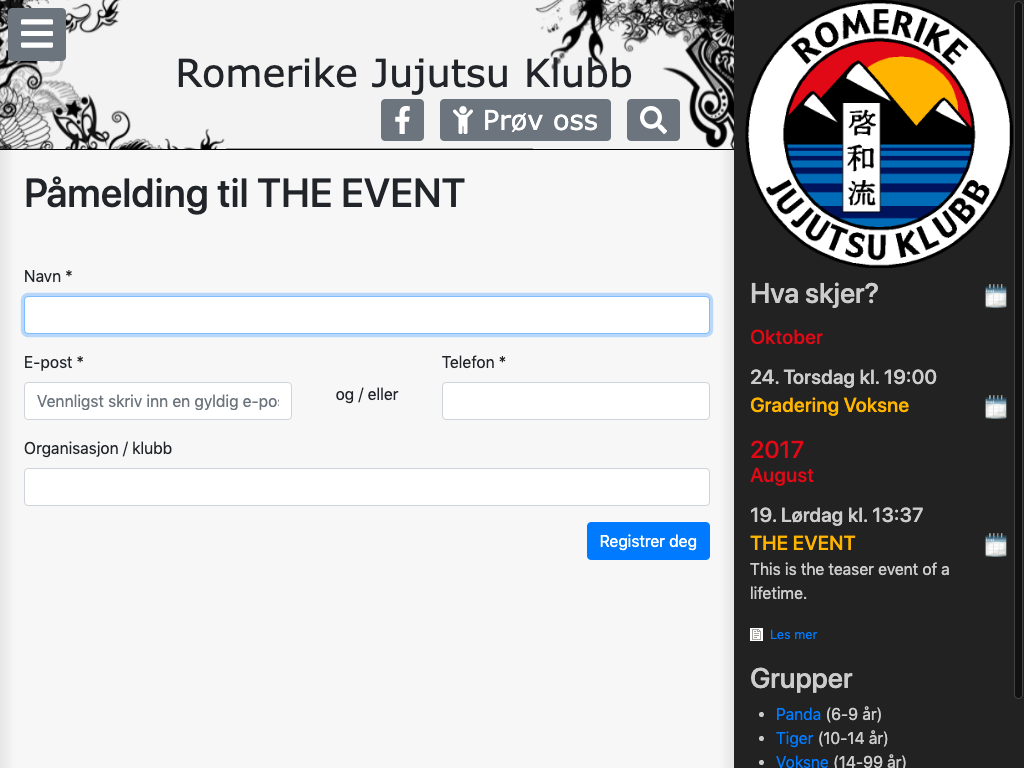 Romerike Jujutsu Klubb
Prøv oss
Påmelding til THE EVENT
Navn *
E-post *
Telefon *
Vennligst skriv inn en gyldig e-po
og / eller
Organisasjon / klubb
Registrer deg
ROMERIKE
啓和流
JUJUTSU KLUBB
Hva skjer?
Oktober
24. Torsdag kl. 19:00
Gradering Voksne
2017
August
19. Lørdag kl. 13:37
THE EVENT
This is the teaser event of a
lifetime.
Les mer
Grupper
Panda (6-9 år)
Tiger (10-14 år)
Voksne (14-99 år)